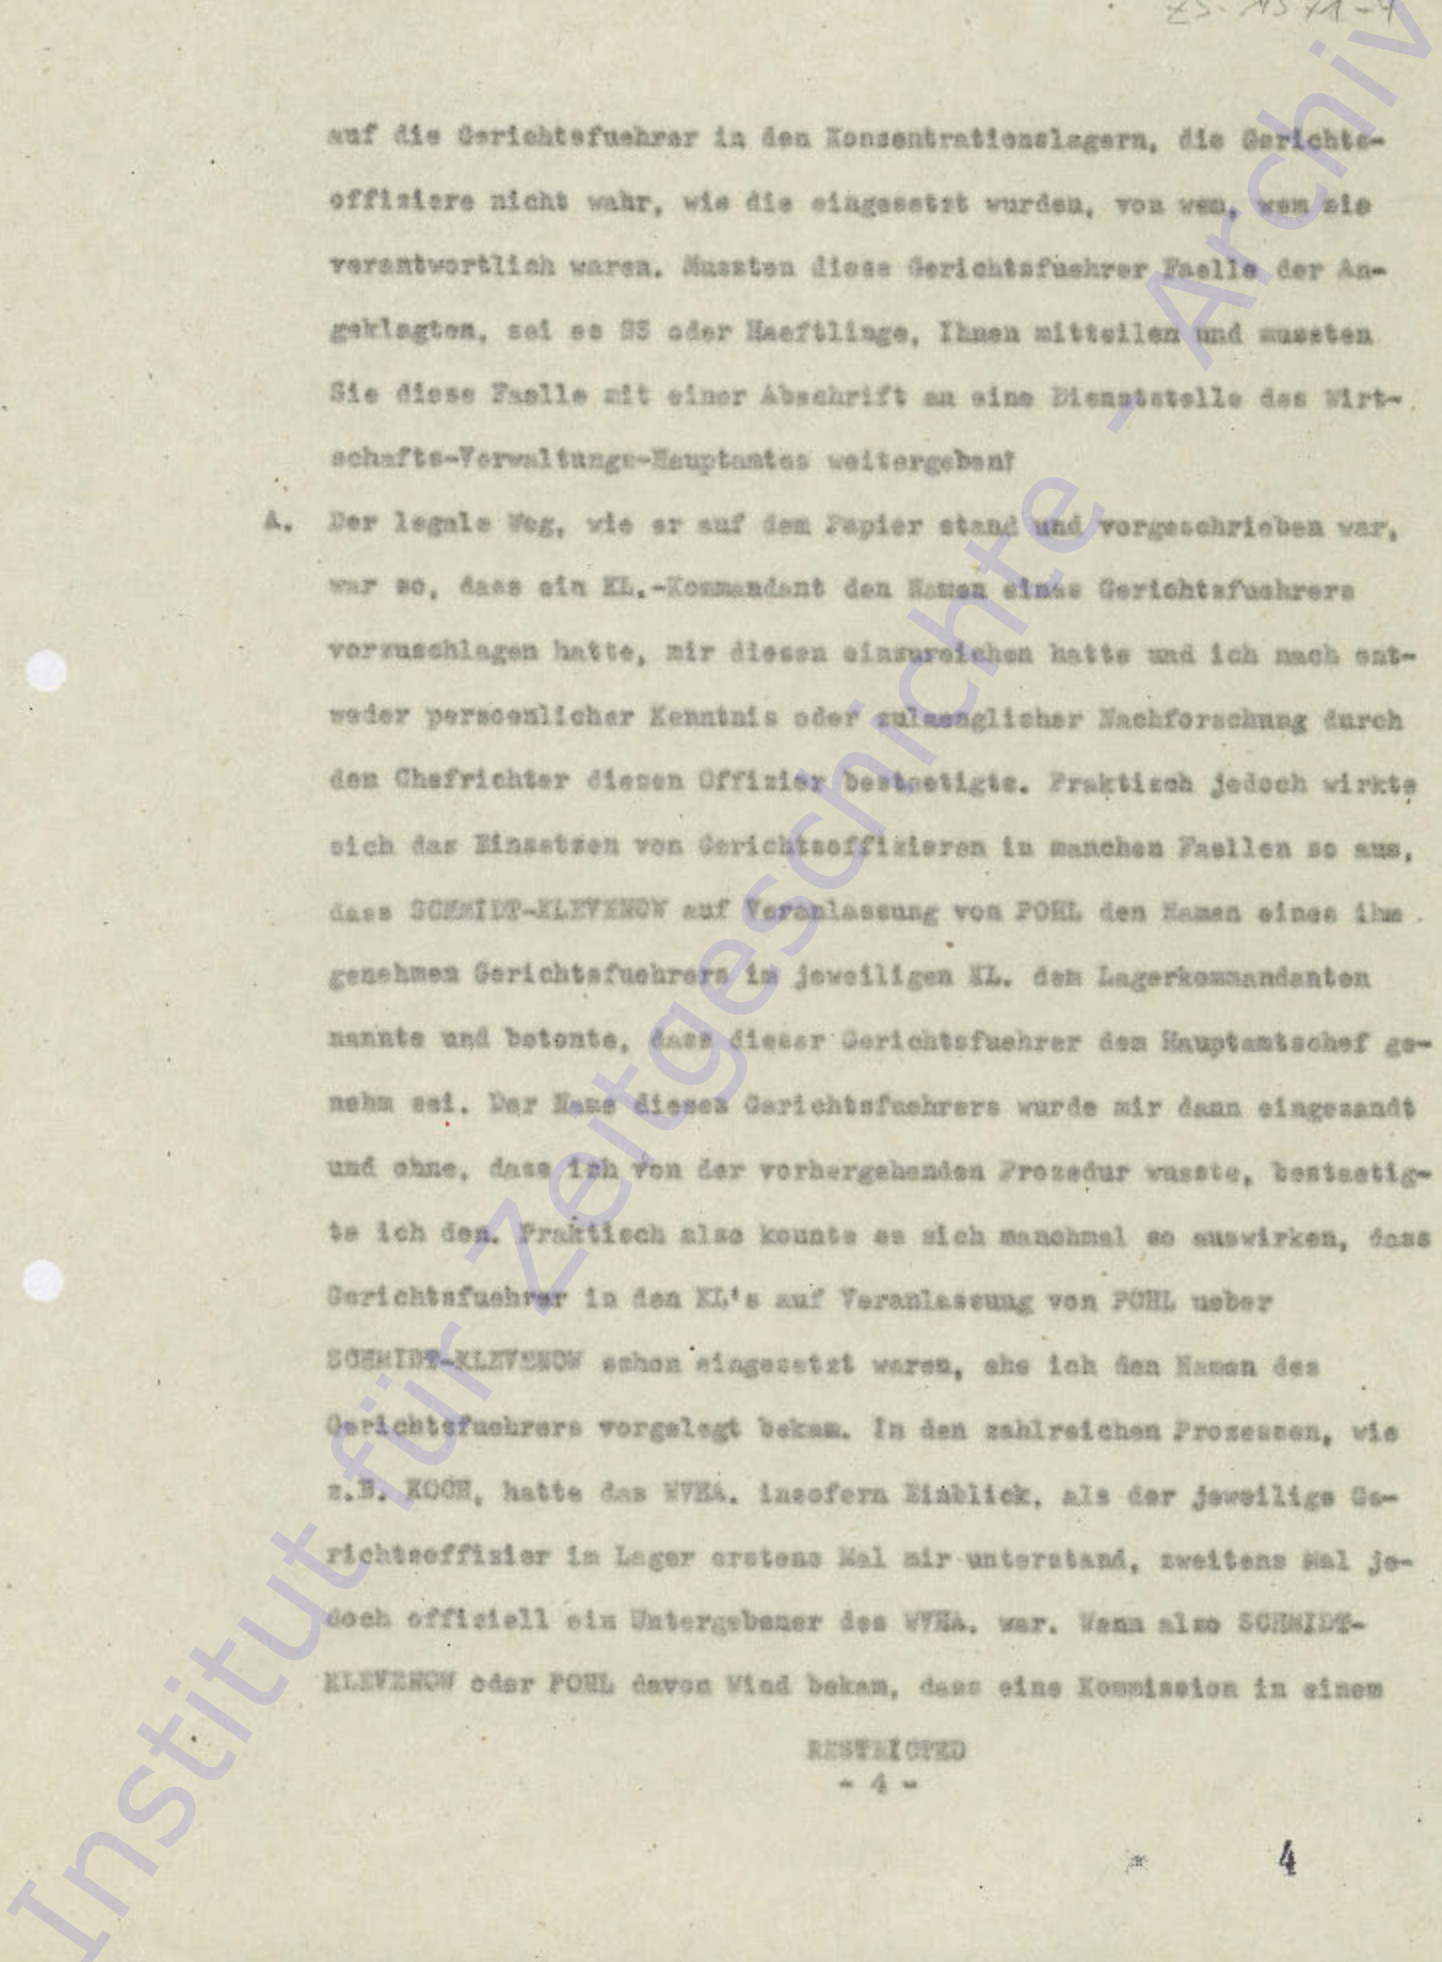 ZS-1571-4
auf die Gerichtsfuehrer in den Konzentrationslagern, die Gerichts-
offiziere nicht wahr, wie die eingesetzt wurden, von wem, wem sie
verantwortlich waren. Mussten diese Gerichtsfuehrer Faelle der An-
geklagten, sei es SS oder Haeftlinge, Ihnen mitteilen und mussten
Sie diese Faelle mit einer Abschrift an eine Dienststelle des Wirt-
schafts-Verwaltungs-Hauptamtes weitergeben?
A. Der legale Weg, wie er auf dem Papier stand und vorgeschrieben war,
war so, dass ein KL.-Kommandant den Namen eines Gerichtsfuehrers
vorzuschlagen hatte, mir diesen einzureichen hatte und ich nach ent-
weder persoenlicher Kenntnis oder zulaenglicher Nachforschung durch
den Chefrichter diesen Offizier bestaetigte. Praktisch jedoch wirkte
sich das Einsetzen von Gerichtsoffizieren in manchen Faellen so aus,
dass SCHMIDT-KLEVENOW auf Veranlassung von POHL den Namen eines ihm
genehmen Gerichtsfuehrers im jeweiligen KL. dem Lagerkommandanten
nannte und betonte, dass dieser Gerichtsfuehrer dem Hauptamtschef ge-
nehm sei. Der Name dieses Gerichtsfuehrers wurde mir dann eingesandt
und ohne, dass ich von der vorhergehenden Prozedur wusste, bestaetig-
te ich den. Praktisch also konnte es sich manchmal so auswirken, dass
Gerichtsfuehrer in den KL's auf Veranlassung von POHL ueber
SCHMIDT-KLEVENOW schon eingesetzt waren, ehe ich den Namen des
Gerichtsfuehrers vorgelegt bekam. In den zahlreichen Prozessen, wie
z.B. KOCH, hatte das WVHA. insofern Einblick, als der jeweilige Ge-
richtsoffizier im Lager erstens Mal mir unterstand, zweitens Mal je-
doch offiziell ein Untergebener des WVHA. war. Wenn also SCHMIDT-
KLEVENOW oder POHL davon Wind bekam, dass eine Kommission in einem
RESTRICTED
- 4 -
4
Institut für Zeitgeschichte - Archiv